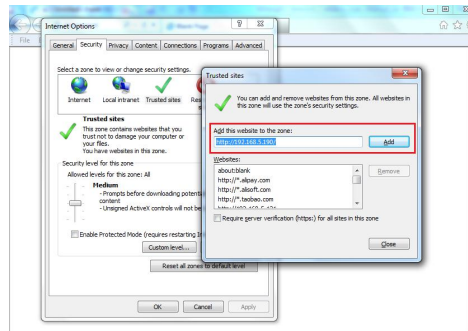 Internet Options
File
General Security Privacy Content Connections Programs Advanced
Select a zone to view or change security settings.
Internet Local intranet Trusted sites
Trusted sites
This zone contains websites that you
trust not to damage your computer or
your files.
You have websites in this zone.
Security level for this zone
Allowed levels for this zone: All
Medium
- Prompts before downloading
content
- Unsigned ActiveX controls will not be
Enable Protected Mode (requires restarting
Custom level...
Reset all zones to default level
OK Cancel Apply
Trusted sites
You can add and remove websites from this zone. All websites in
this zone will use the zone's security settings.
Add this website to the zone:
http://192.168.5.190/ Add
Websites:
about:blank
http://*.alipay.com
http://*.alisoft.com
http://*.taobao.com
Remove
Require server verification (https:) for all sites in this zone
Close